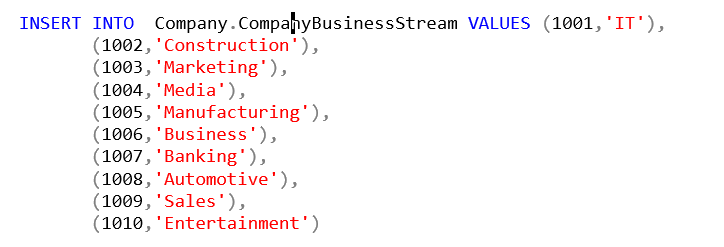 INSERT INTO  Company.CompanyBusinessStream VALUES (1001,'IT'),
(1002,'Construction'),
(1003,'Marketing'),
(1004,'Media'),
(1005,'Manufacturing'),
(1006,'Business'),
(1007,'Banking'),
(1008,'Automotive'),
(1009,'Sales'),
(1010,'Entertainment')